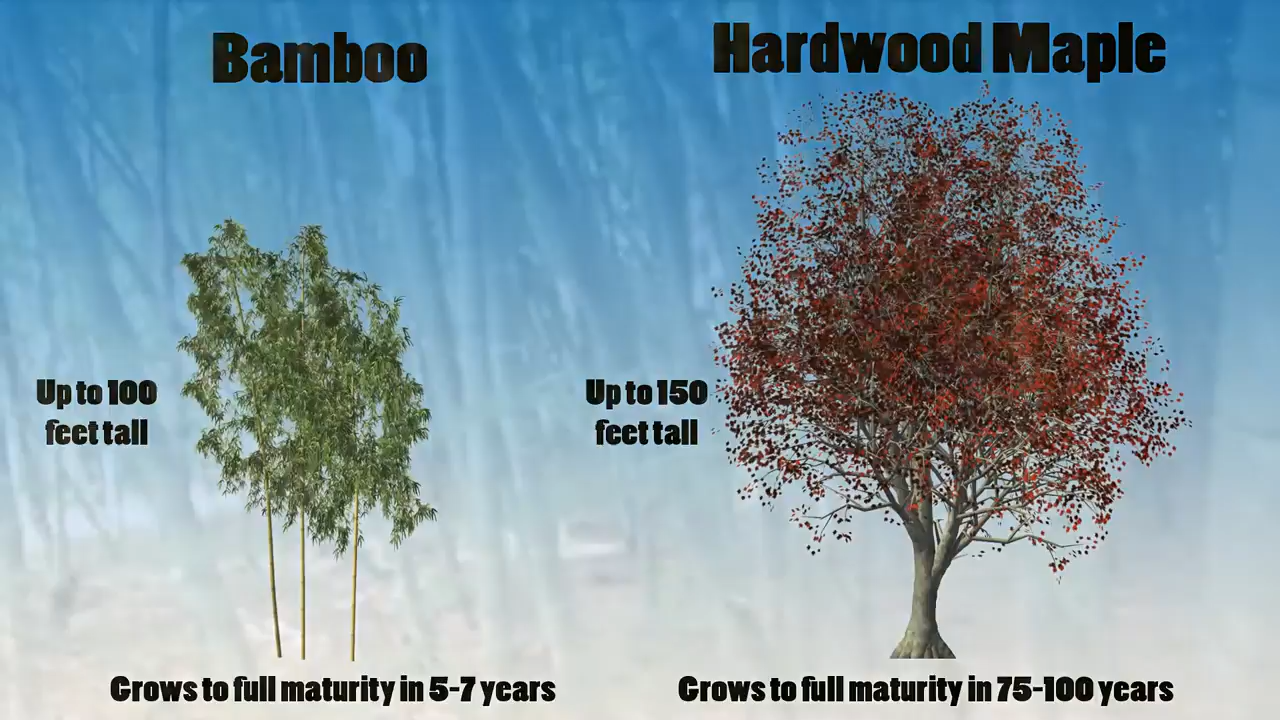 Bamboo
Hardwood Maple
Up to 100
feet tall
Up to 150
feet tall
Grows to full maturity in 5-7 years
Grows to full maturity in 75-100 years